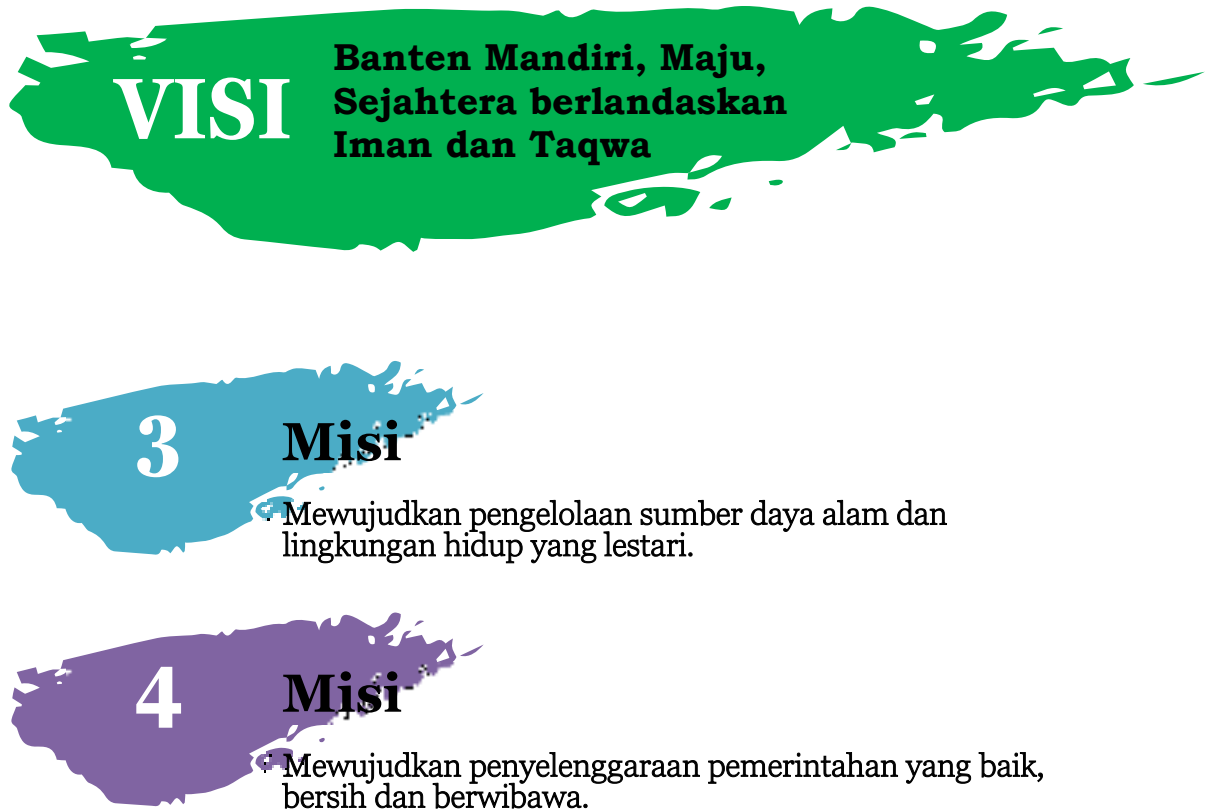 VISI
Banten Mandiri, Maju,
Sejahtera berlandaskan
Iman dan Taqwa
3
Misi
Mewujudkan pengelolaan sumber daya alam dan
lingkungan hidup yang lestari.
4
Misi
Mewujudkan penyelenggaraan pemerintahan yang baik,
bersih dan berwibawa.